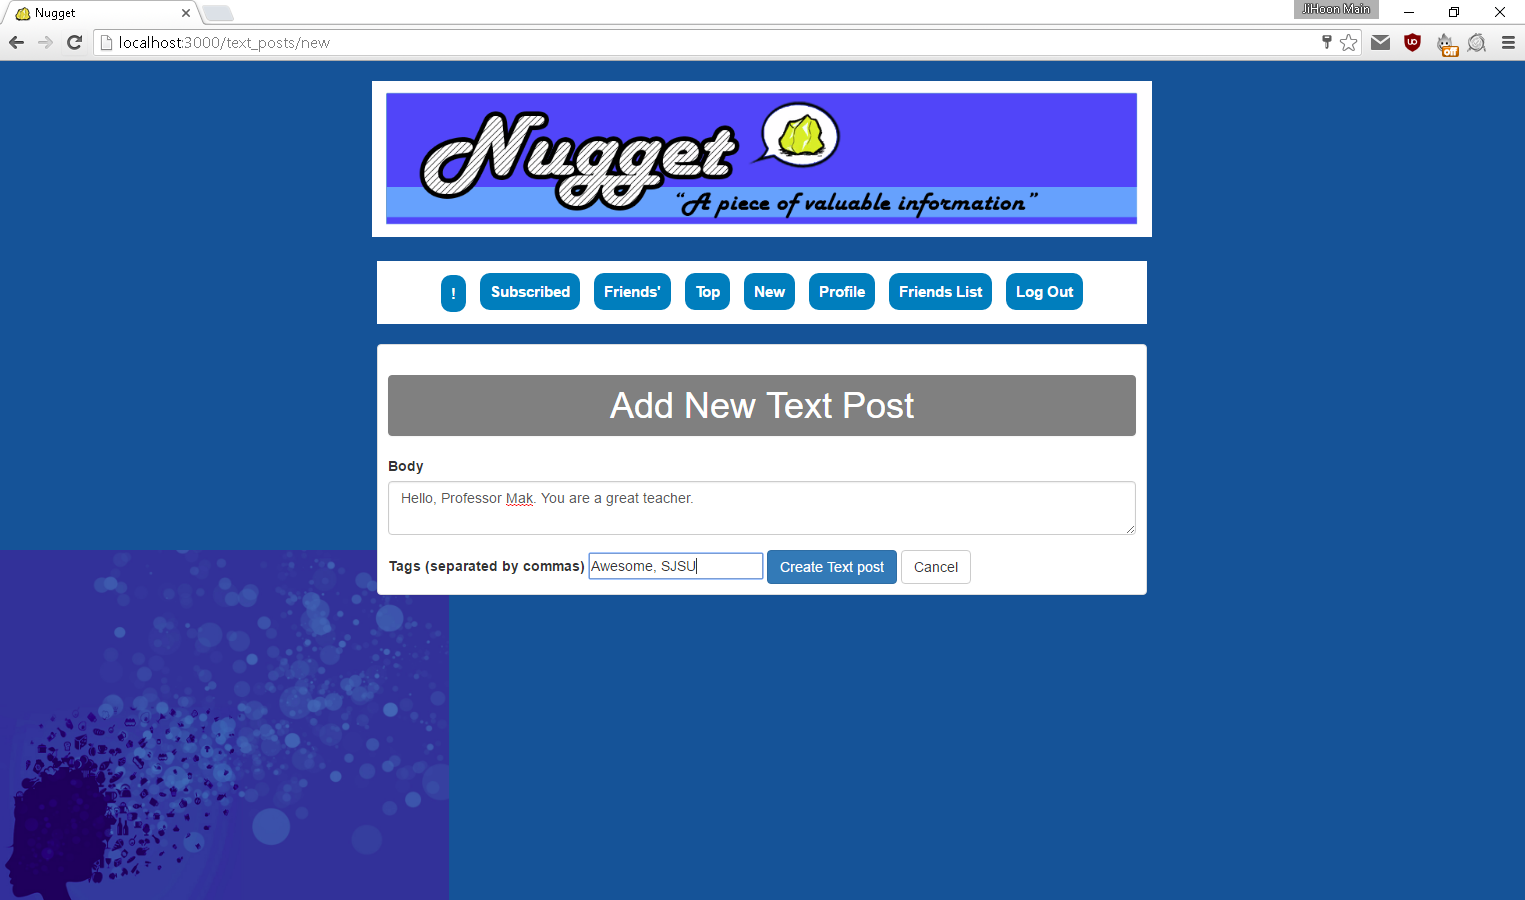 Nugget
JiHoon Main
localhost:3000/text_posts/new
UO
off
Nugget
“A piece of valuable information”
! Subscribed Friends' Top New Profile Friends List Log Out
Add New Text Post
Body
Hello, Professor Mak. You are a great teacher.
Tags (separated by commas) Awesome, SJSU Create Text post Cancel